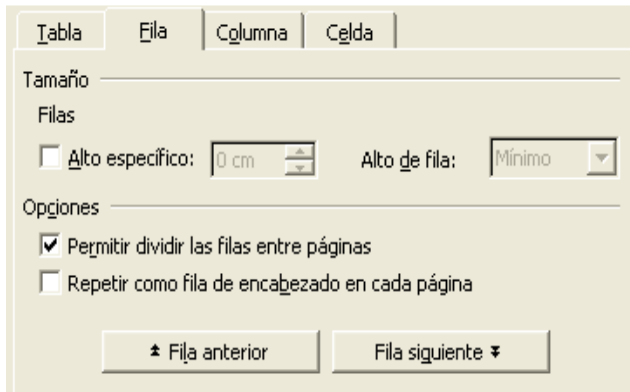 Tabla Fila Columna Celda
Tamaño
Filas
Alto específico: 0 cm Alto de fila: Mínimo
Opciones
Permitir dividir las filas entre páginas
Repetir como fila de encabezado en cada página
Fila anterior Fila siguiente